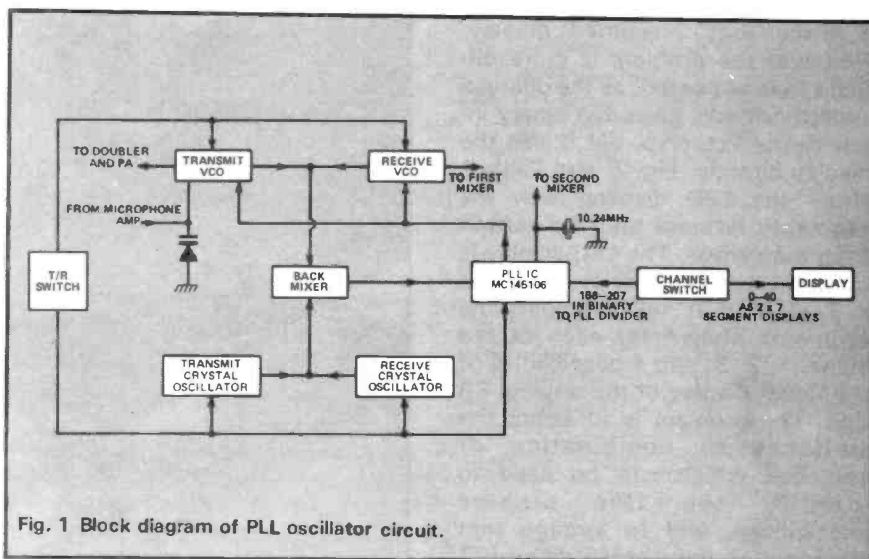 TO DOUBLER
AND PA
TRANSMIT
VCO
RECEIVE
VCO
TO FIRST
MIXER
TO SECOND
MIXER
FROM MICROPHONE
AMP
10.24MHz
T/R
SWITCH
BACK
MIXER
PLL IC
MC145106
CHANNEL
SWITCH
DISPLAY
168–207
IN BINARY
TO PLL DIVIDER
0–40
AS 2 x 7
SEGMENT DISPLAYS
TRANSMIT
CRYSTAL
OSCILLATOR
RECEIVE
CRYSTAL
OSCILLATOR
Fig. 1 Block diagram of PLL oscillator circuit.